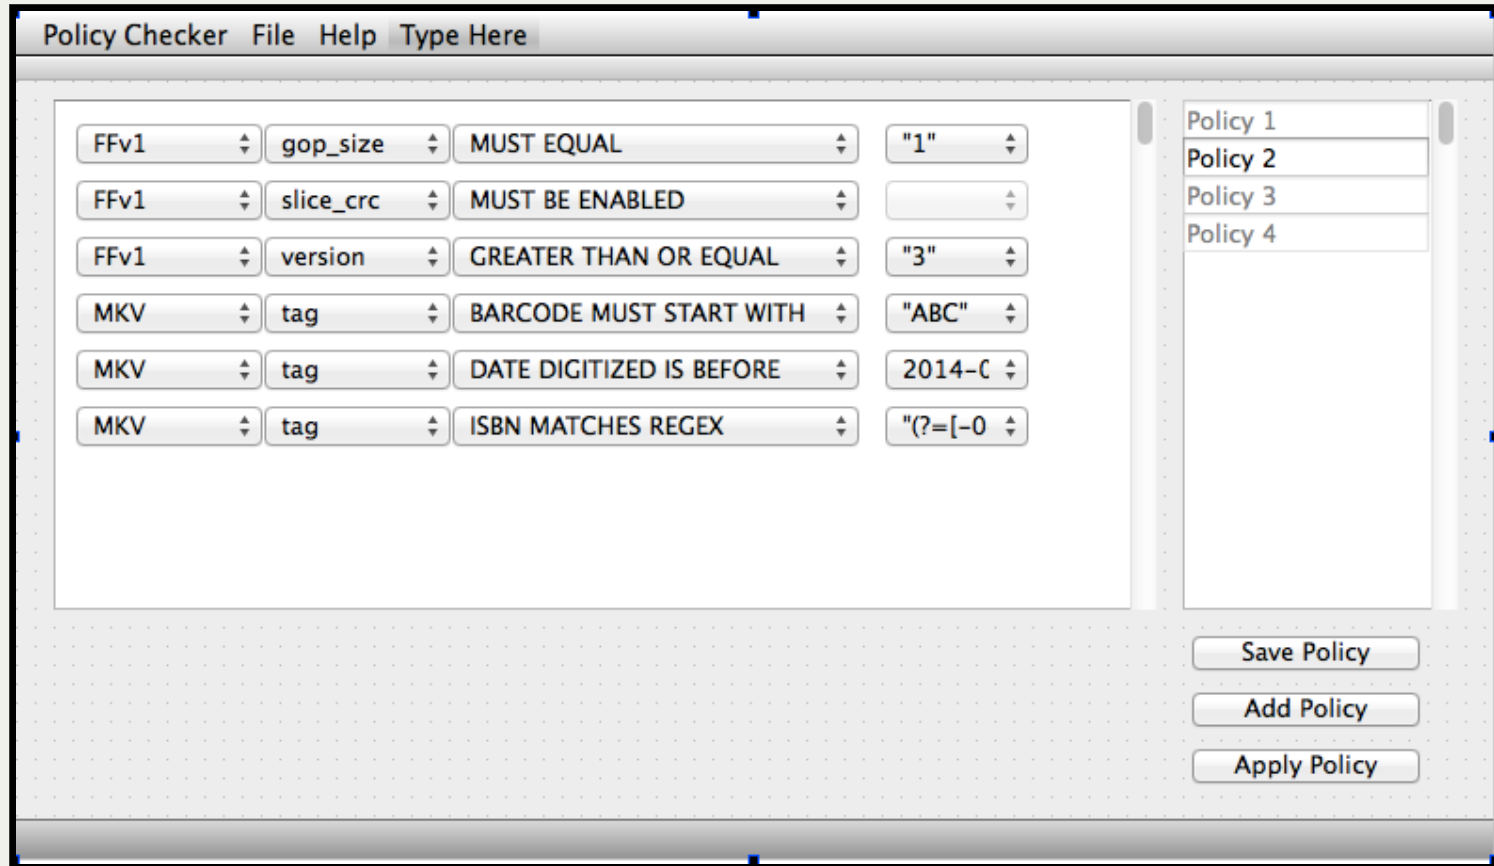 Policy Checker File Help Type Here
FFv1 gop_size MUST EQUAL "1"
FFv1 slice_crc MUST BE ENABLED
FFv1 version GREATER THAN OR EQUAL "3"
MKV tag BARCODE MUST START WITH "ABC"
MKV tag DATE DIGITIZED IS BEFORE 2014-0
MKV tag ISBN MATCHES REGEX "(?=[-0
Policy 1
Policy 2
Policy 3
Policy 4
Save Policy
Add Policy
Apply Policy